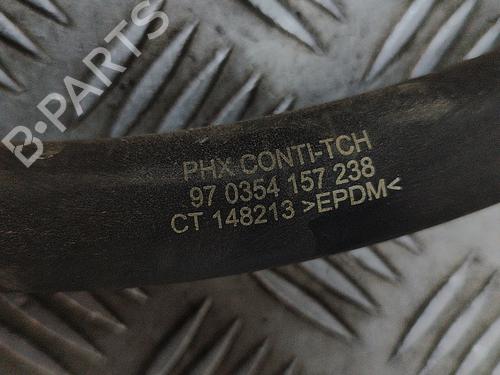 B-PARTS
PHX CONTI-TCH
97 0354 157 238
CT 148213 >EPDM<